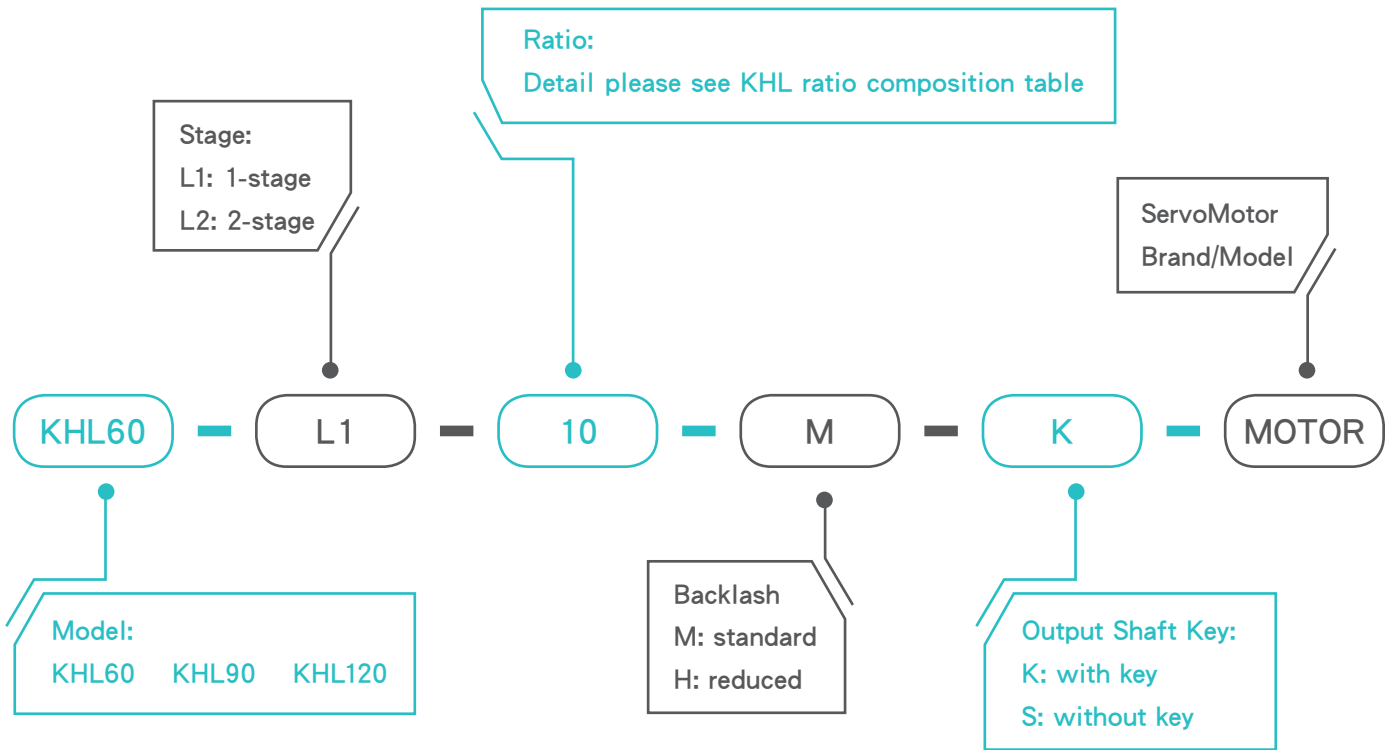 Ratio:
Detail please see KHL ratio composition table
Stage:
L1: 1-stage
L2: 2-stage
ServoMotor
Brand/Model
KHL60 – L1 – 10 – M – K – MOTOR
Model:
KHL60 KHL90 KHL120
Backlash
M: standard
H: reduced
Output Shaft Key:
K: with key
S: without key